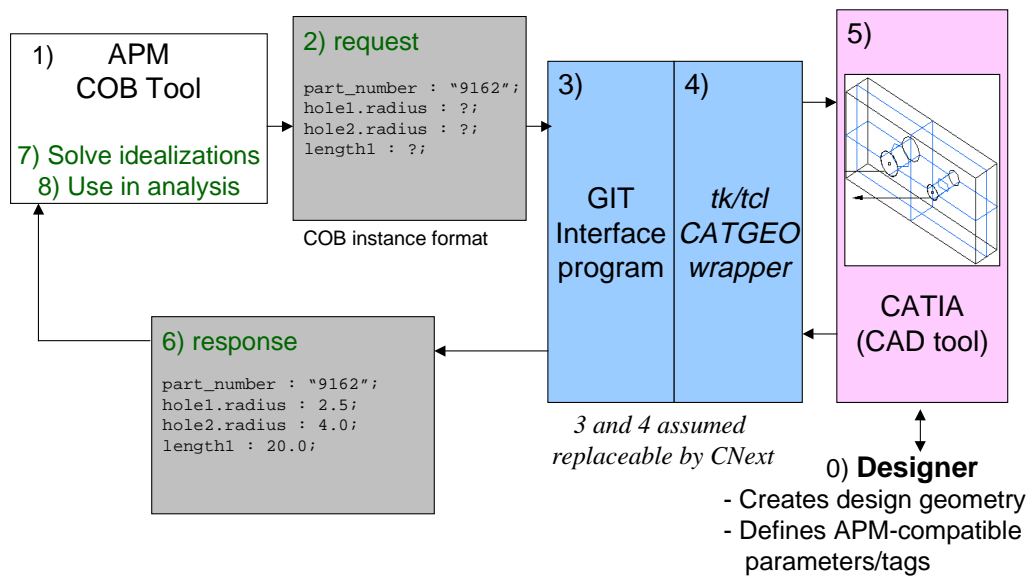 1) APM
COB Tool
7) Solve idealizations
8) Use in analysis
2) request
part_number : “9162”;
hole1.radius : ?;
hole2.radius : ?;
length1 : ?;
COB instance format
3)
GIT
Interface
program
4)
tk/tcl
CATGEO
wrapper
5)
CATIA
(CAD tool)
6) response
part_number : “9162”;
hole1.radius : 2.5;
hole2.radius : 4.0;
length1 : 20.0;
3 and 4 assumed
replaceable by CNext
0) Designer
- Creates design geometry
- Defines APM-compatible
parameters/tags